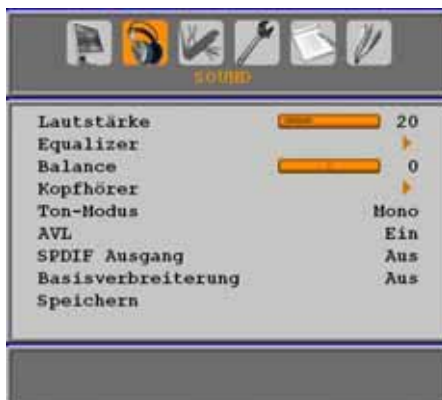 SOUND
Lautstärke 20
Equalizer
Balance 0
Kopfhörer
Ton-Modus Mono
AVL Ein
SPDIF Ausgang Aus
Basisverbreiterung Aus
Speichern